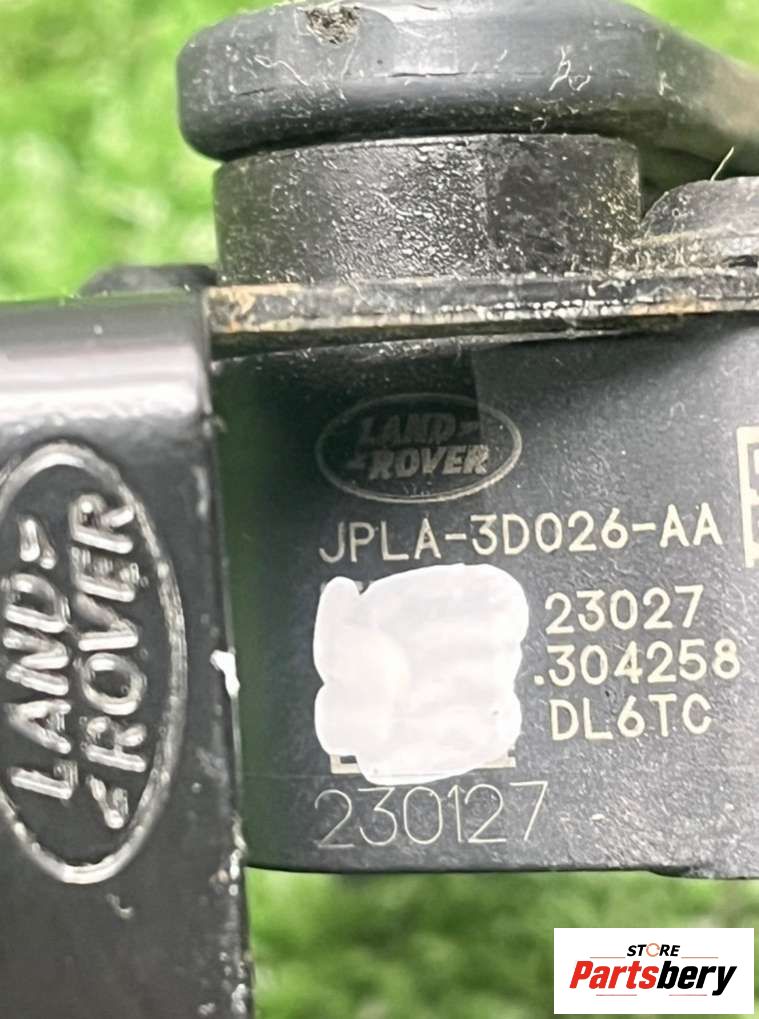 LAND
ROVER
JPLA-3D026-AA
23027
.304258
DL6TC
230127
LAND
ROVER
STORE
Partsbery